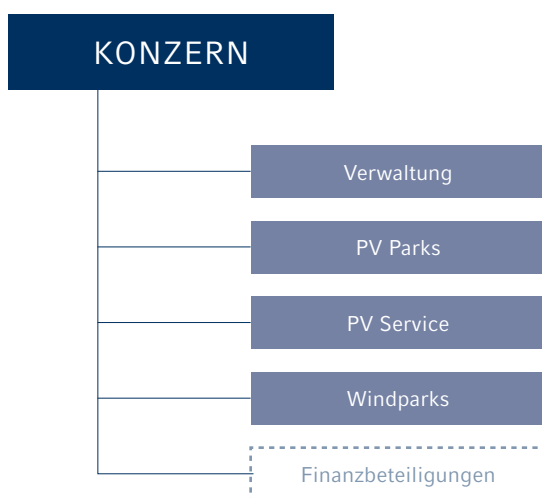 KONZERN
Verwaltung
PV Parks
PV Service
Windparks
Finanzbeteiligungen